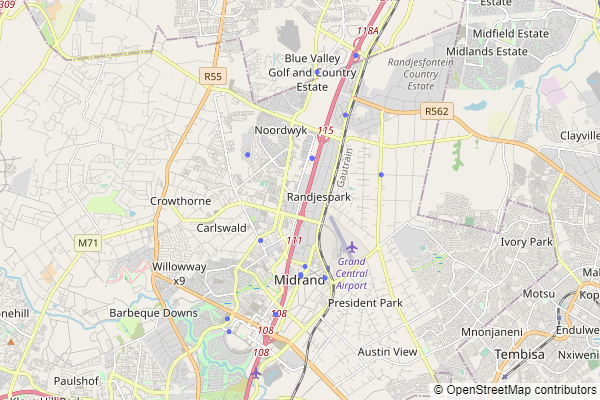 309
118A
Midfield Estate
Midlands Estate
Blue Valley
Golf and Country
Estate
Randjesfontein
Country
Estate
R55
R562
Noordwyk
115
Clayville
Gautrain
Crowthorne
Randjespark
Carlswald
M71
111
Ivory Park
Grand
Central
Airport
Willowway
x9
Midrand
Motsu
President Park
Barbeque Downs
108
108
108
Mnonjaneni
Endulwe
Austin View
Tembisa
Nxiweni
Paulshof
© OpenStreetMap contributors